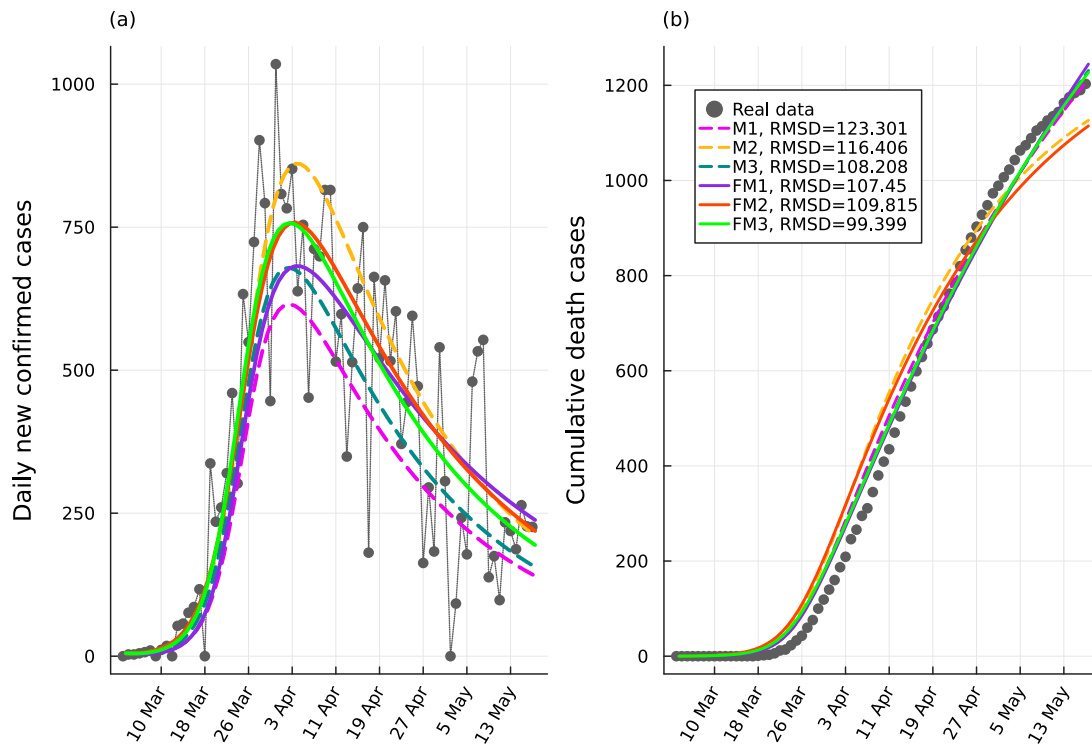 (a)
Daily new confirmed cases
1000
750
500
250
0
10 Mar
18 Mar
26 Mar
3 Apr
11 Apr
19 Apr
27 Apr
5 May
13 May
(b)
Cumulative death cases
1200
1000
800
600
400
200
0
Real data
M1, RMSD=123.301
M2, RMSD=116.406
M3, RMSD=108.208
FM1, RMSD=107.45
FM2, RMSD=109.815
FM3, RMSD=99.399
10 Mar
18 Mar
26 Mar
3 Apr
11 Apr
19 Apr
27 Apr
5 May
13 May